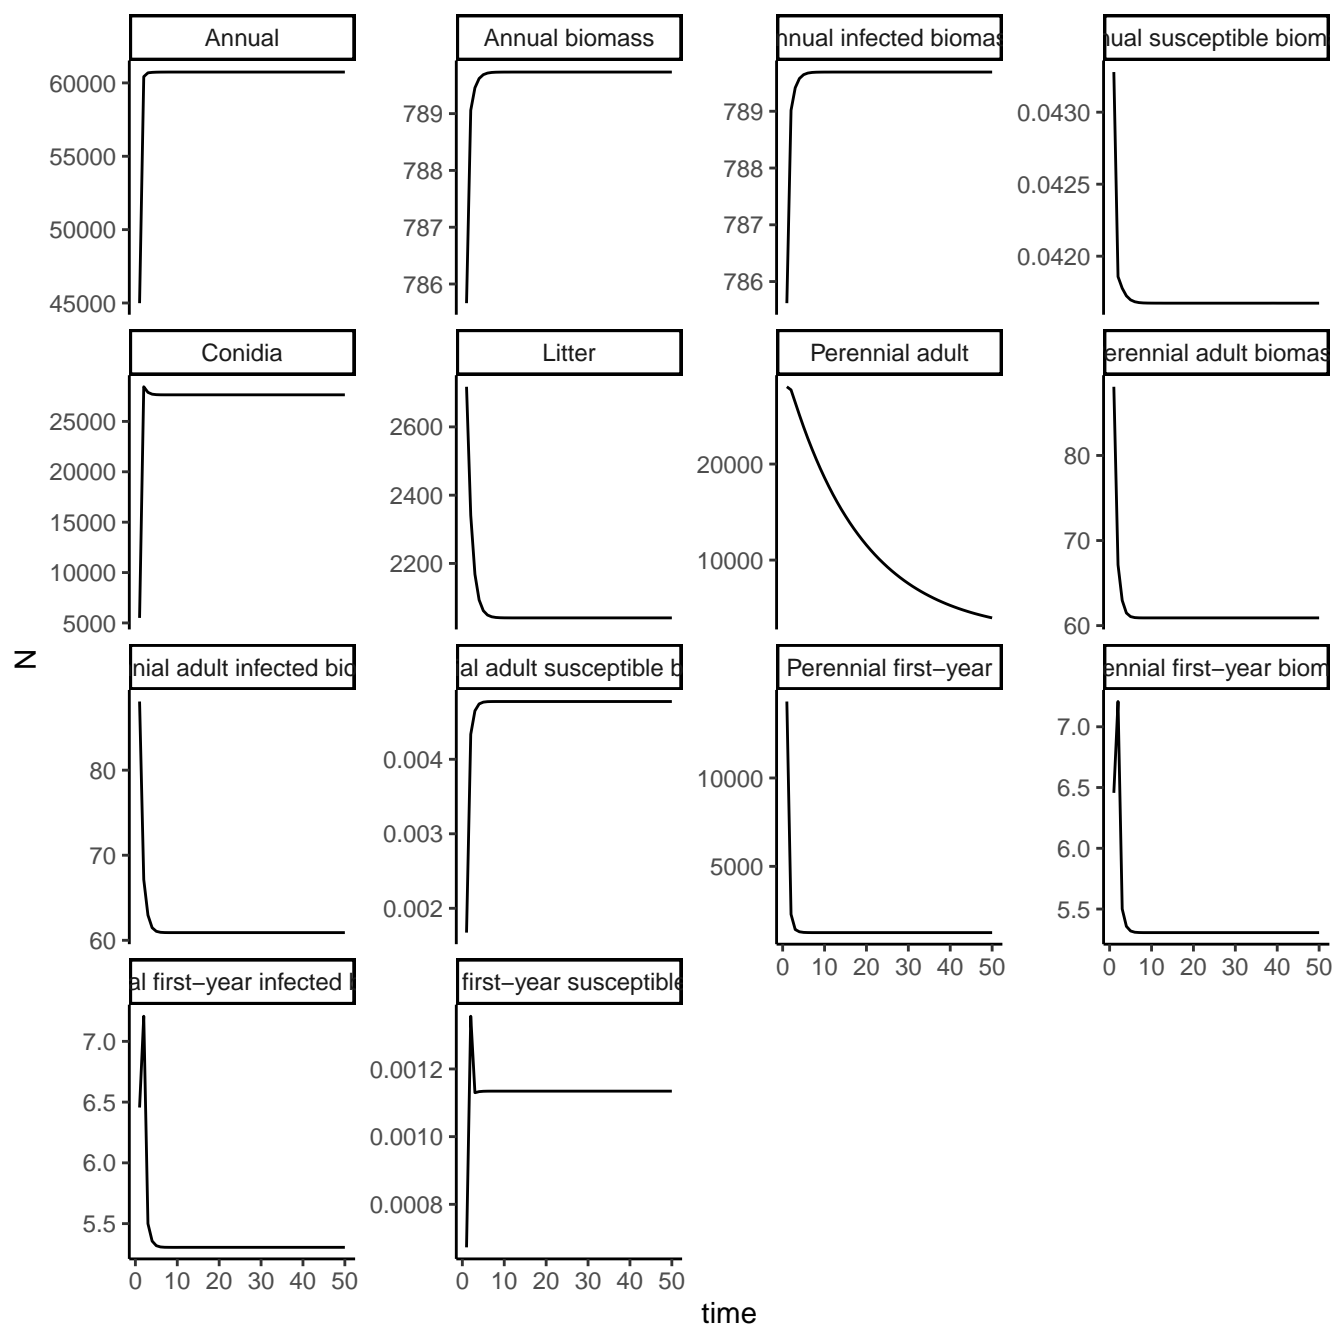 Annual
Annual biomass
nnual infected biomas
nual susceptible biom
60000
55000
50000
45000
789
788
787
786
789
788
787
786
0.0430
0.0425
0.0420
Conidia
Litter
Perennial adult
erennial adult biomas
25000
20000
15000
10000
5000
2600
2400
2200
20000
10000
80
70
60
N
nial adult infected bio
al adult susceptible b
Perennial first−year
ennial first−year biom
80
70
60
0.004
0.003
0.002
10000
5000
7.0
6.5
6.0
5.5
0 10 20 30 40 50
0 10 20 30 40 50
al first−year infected b
first−year susceptible
7.0
6.5
6.0
5.5
0.0012
0.0010
0.0008
0 10 20 30 40 50
0 10 20 30 40 50
time